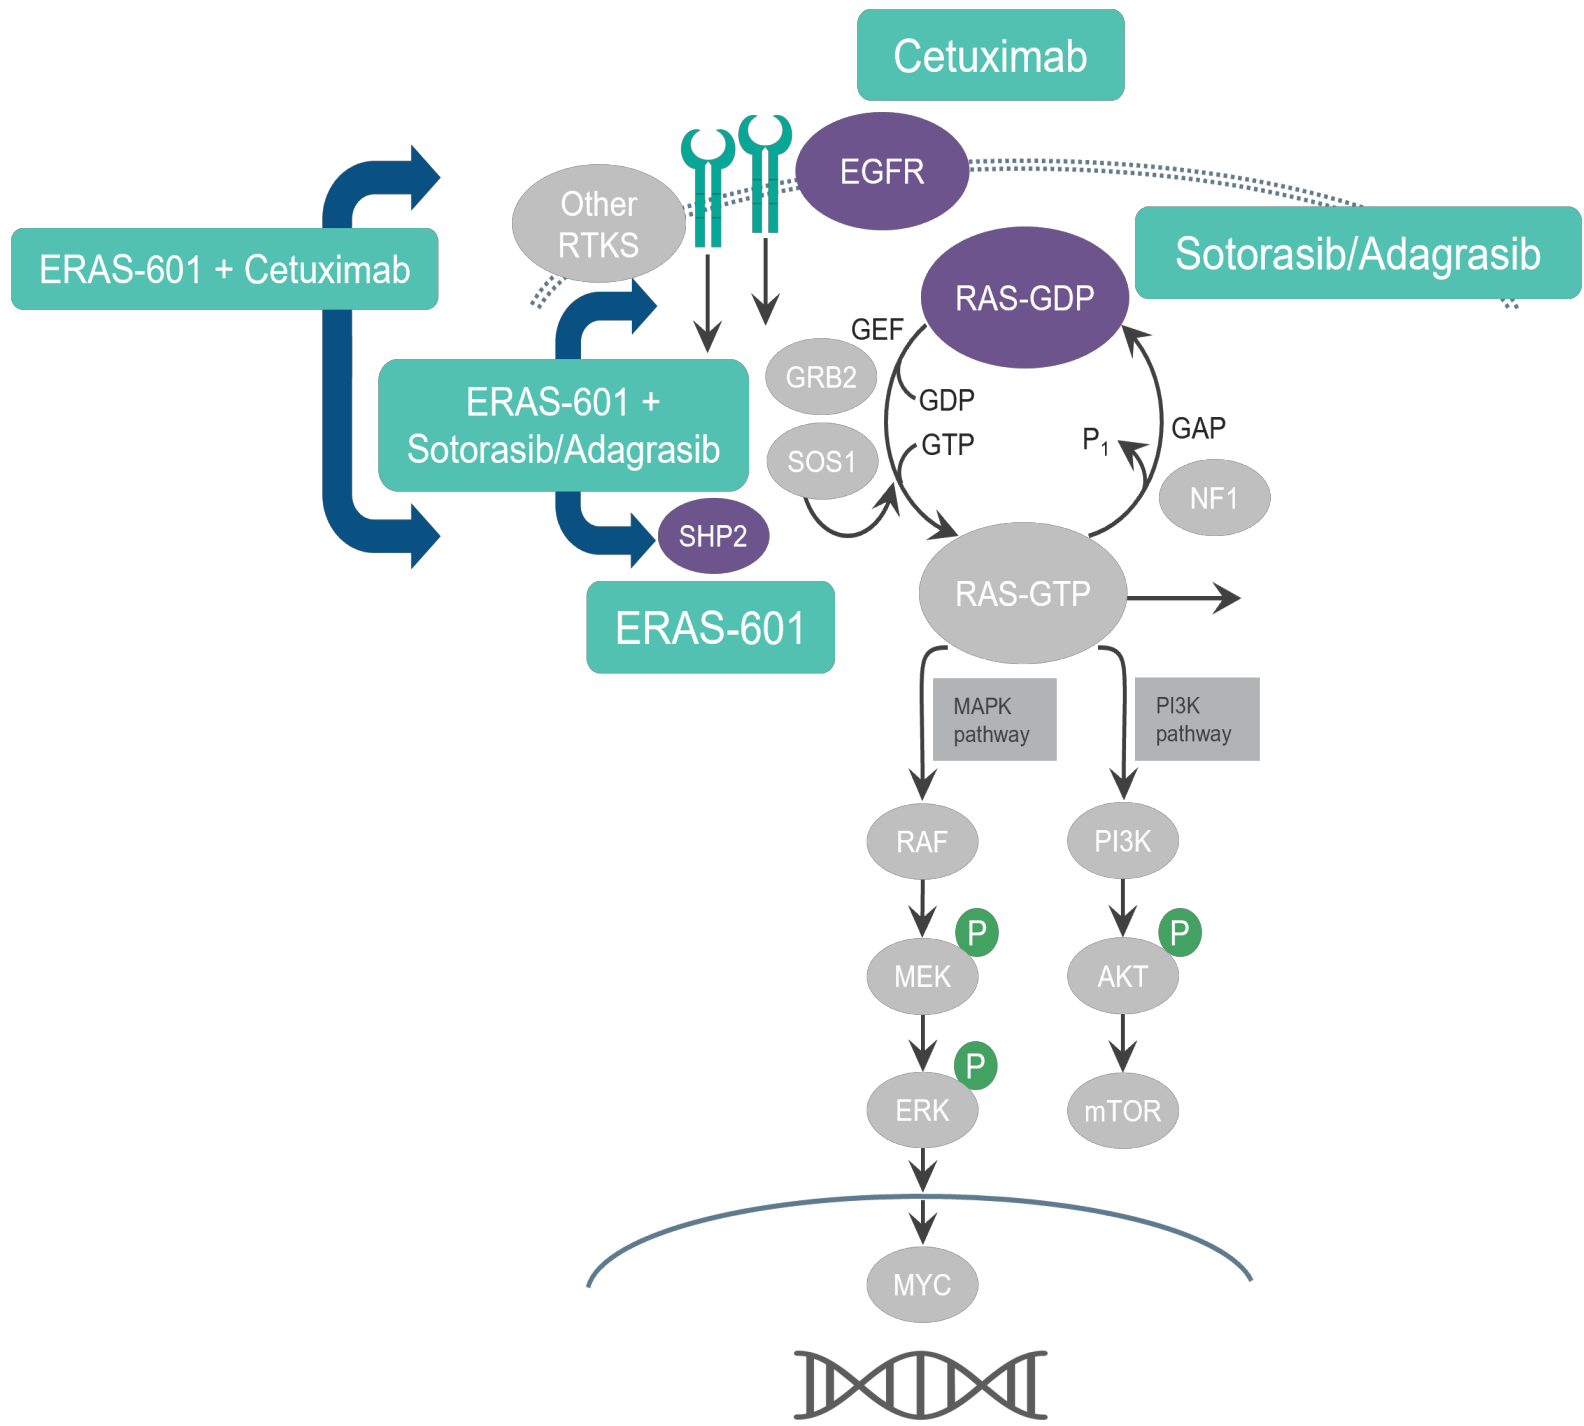 Cetuximab
EGFR
Other
RTKS
ERAS-601 + Cetuximab
Sotorasib/Adagrasib
RAS-GDP
GEF
GRB2
GDP
ERAS-601 +
Sotorasib/Adagrasib
GTP
P1
GAP
SOS1
NF1
SHP2
RAS-GTP
ERAS-601
MAPK
pathway
PI3K
pathway
RAF
PI3K
P
MEK
P
AKT
P
ERK
mTOR
MYC